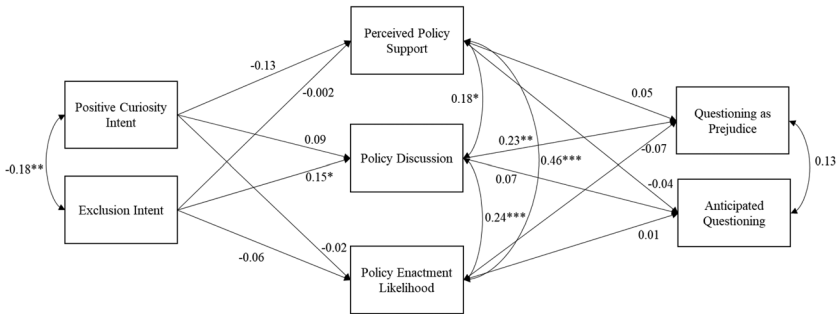 Perceived Policy
Support
-0.13
-0.002
0.05
Positive Curiosity
Intent
0.18*
Questioning as
Prejudice
0.09
Policy Discussion
0.23**
0.46***
-0.07
-0.18**
0.15*
0.07
0.13
Exclusion Intent
-0.04
Anticipated
Questioning
0.24***
-0.02
0.01
-0.06
Policy Enactment
Likelihood